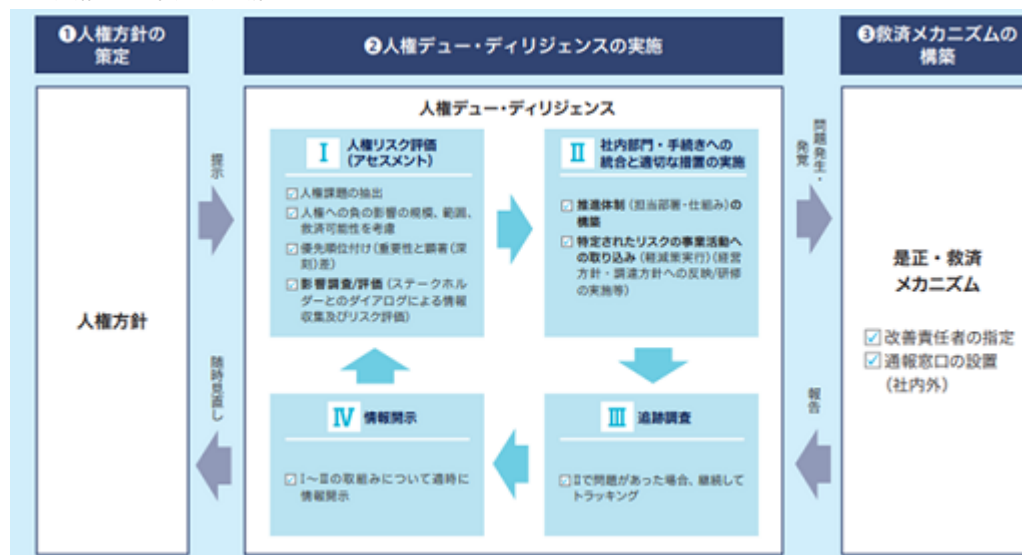 ❶人権方針の
策定
❷人権デュー・ディリジェンスの実施
❸救済メカニズムの
構築
人権方針
提示
随時見直し
人権デュー・ディリジェンス
Ⅰ 人権リスク評価
(アセスメント)
☑人権課題の抽出
☑人権への負の影響の規模、範囲、
救済可能性を考慮
☑優先順位付け(重要性と顕著(深
刻)差)
☑影響調査/評価(ステークホル
ダーとのダイアログによる情報
収集及びリスク評価)
Ⅱ 社内部門・手続きへの
統合と適切な措置の実施
☑推進体制(担当部署・仕組み)の
構築
☑特定されたリスクの事業活動へ
の取り込み(軽減策実行)(経営
方針・調達方針への反映/研修
の実施等)
Ⅳ 情報開示
☑Ⅰ~Ⅲの取組みについて適時に
情報開示
Ⅲ 追跡調査
☑Ⅱで問題があった場合、継続して
トラッキング
問題発生・
発覚
報告
是正・救済
メカニズム
☑改善責任者の指定
☑通報窓口の設置
(社内外)